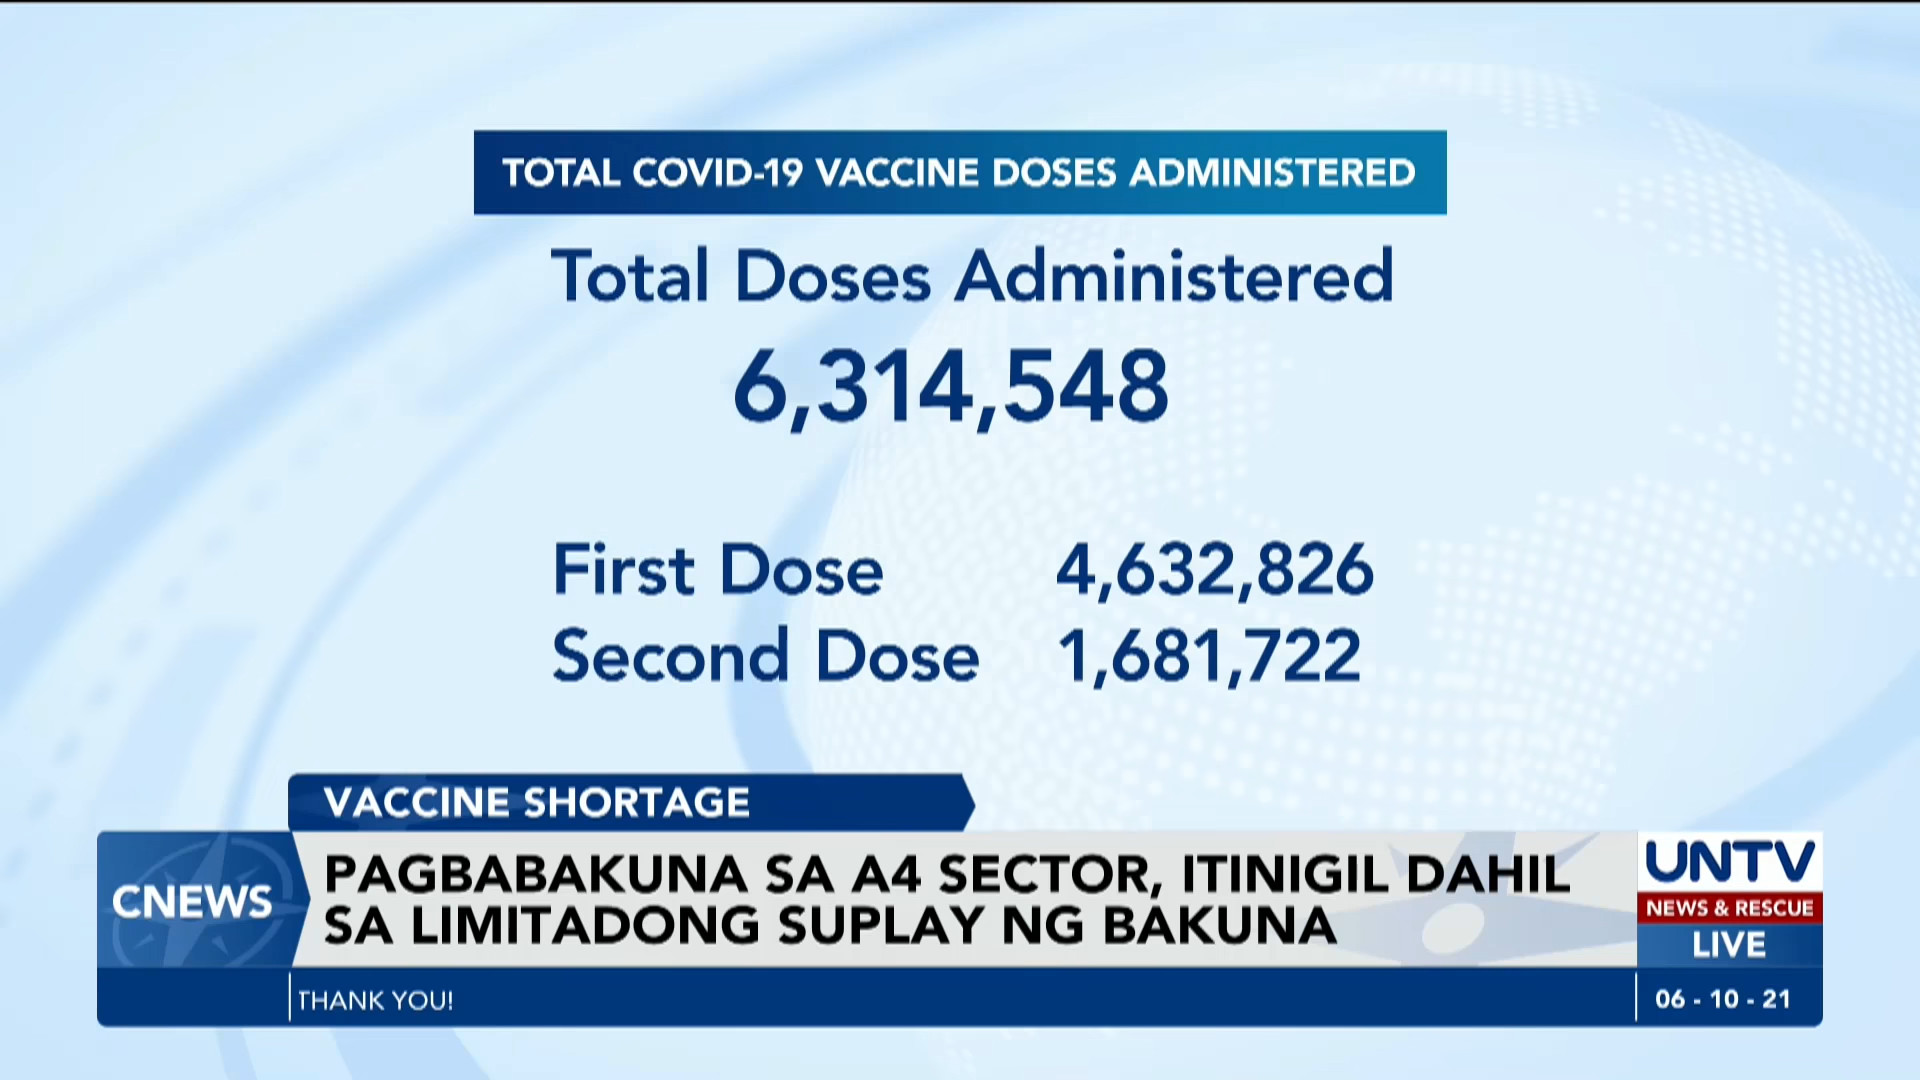 TOTAL COVID-19 VACCINE DOSES ADMINISTERED
Total Doses Administered
6,314,548
First Dose 4,632,826
Second Dose 1,681,722
VACCINE SHORTAGE
CNEWS
PAGBABAKUNA SA A4 SECTOR, ITINIGIL DAHIL
SA LIMITADONG SUPLAY NG BAKUNA
UNTV
NEWS & RESCUE
LIVE
THANK YOU!
06 - 10 - 21